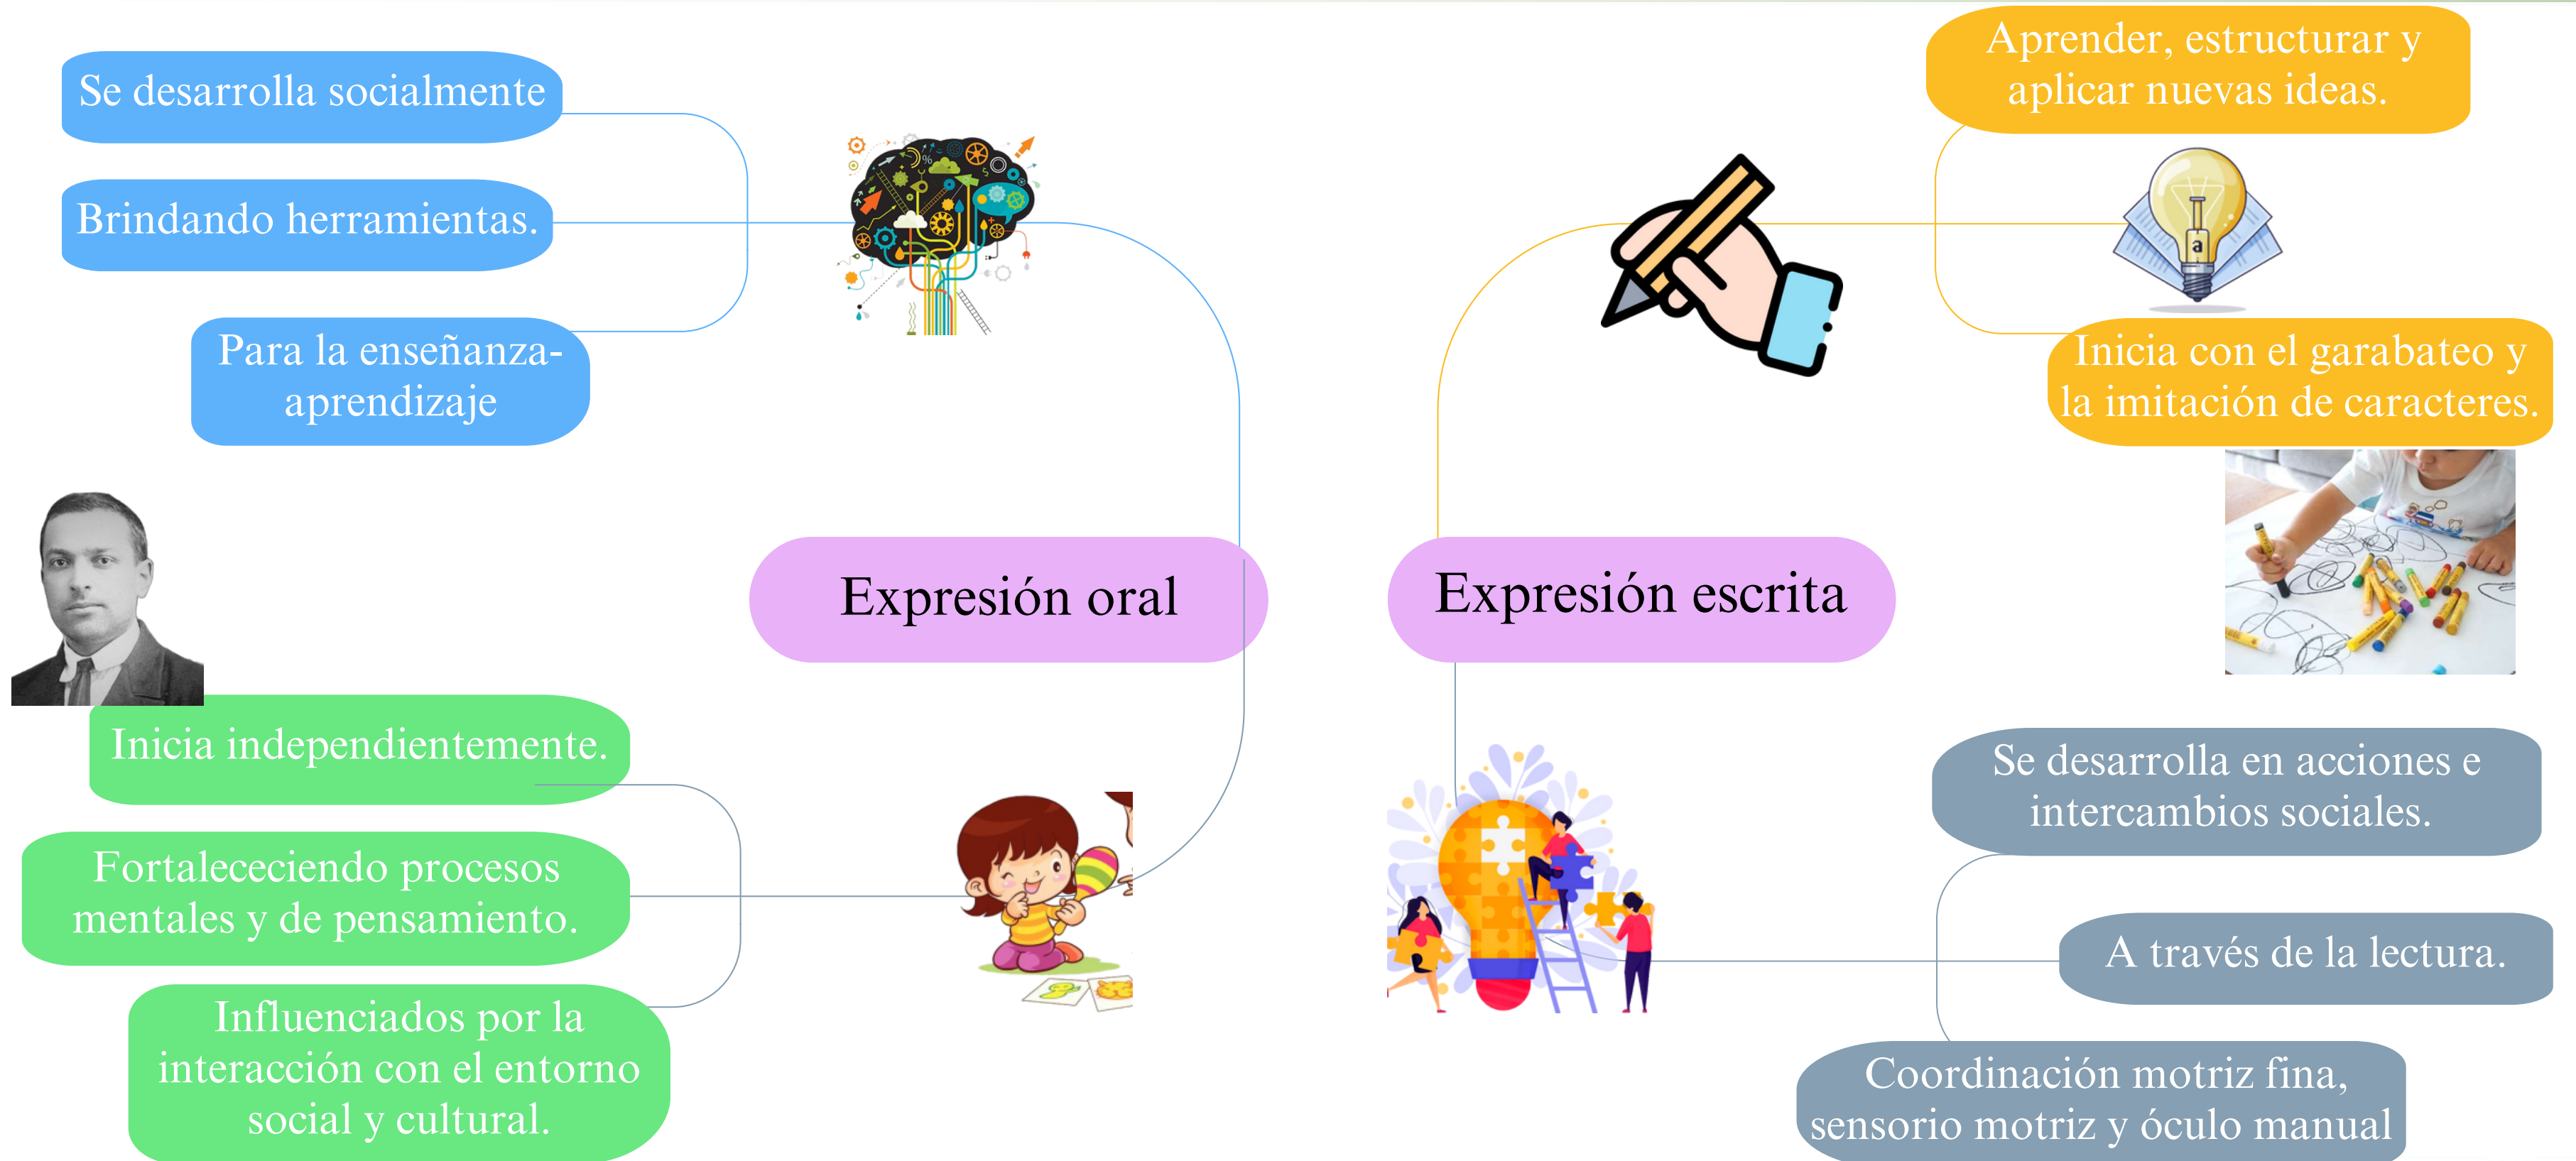 Se desarrolla socialmente
Brindando herramientas.
Para la enseñanza-
aprendizaje
Expresión oral
Inicia independientemente.
Fortalececiendo procesos
mentales y de pensamiento.
Influenciados por la
interacción con el entorno
social y cultural.
Aprender, estructurar y
aplicar nuevas ideas.
a
Inicia con el garabateo y
la imitación de caracteres.
Expresión escrita
Se desarrolla en acciones e
intercambios sociales.
A través de la lectura.
Coordinación motriz fina,
sensorio motriz y óculo manual